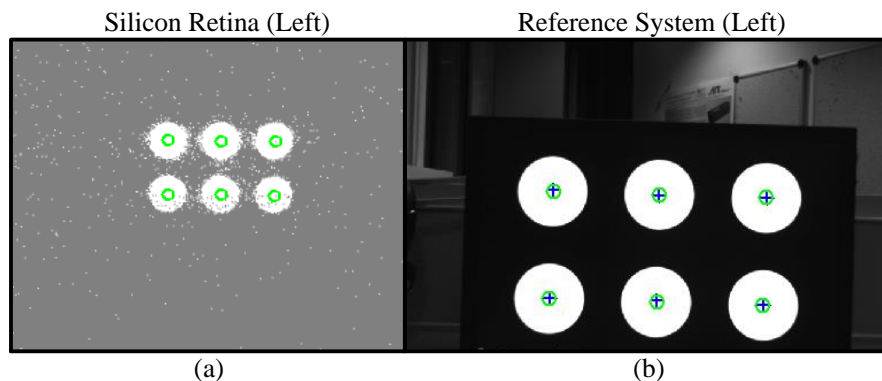 Silicon Retina (Left)
Reference System (Left)
(a)
(b)